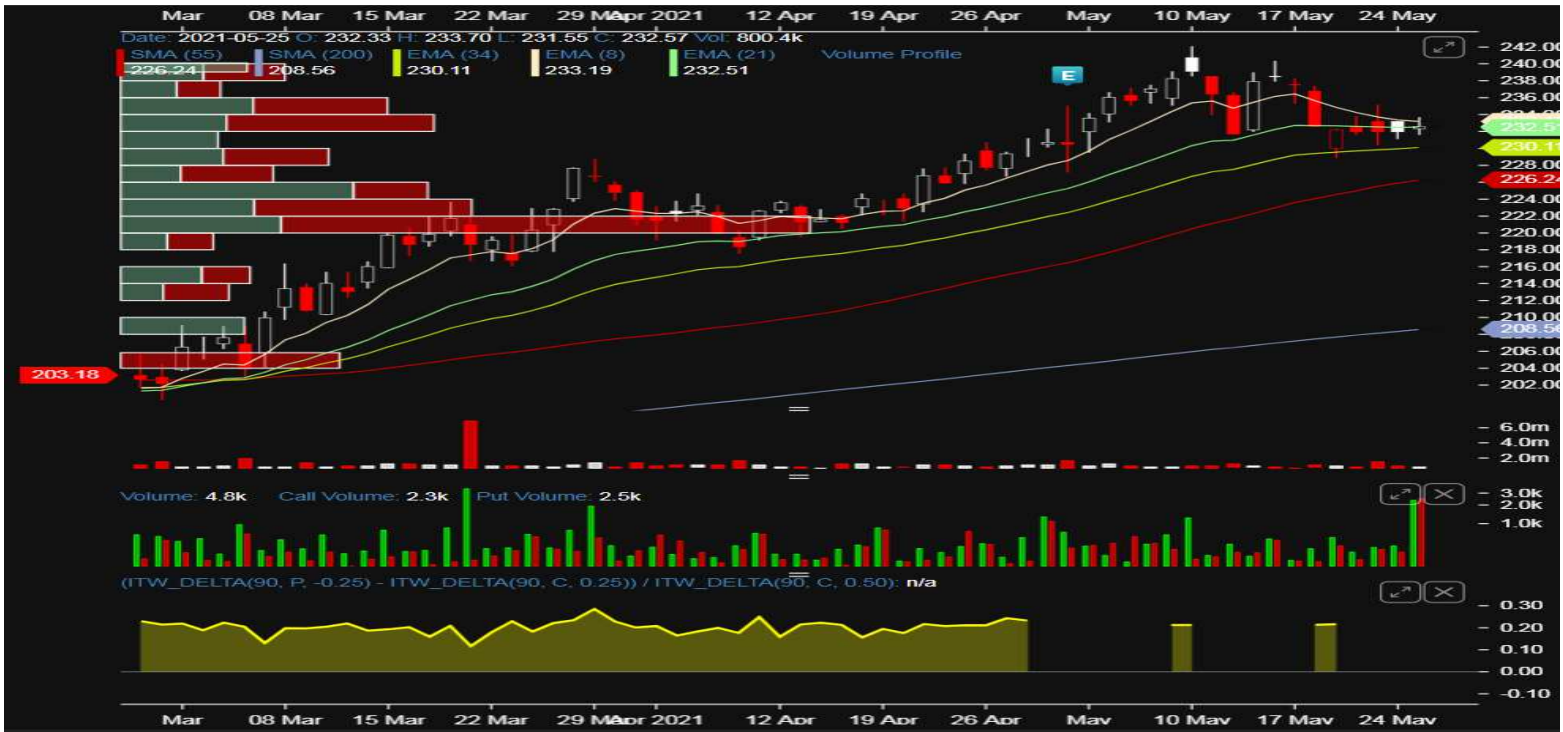 Mar 08 Mar 15 Mar 22 Mar 29 Mar Apr 2021 12 Apr 19 Apr 26 Apr May 10 May 17 May 24 May
Date: 2021-05-25 O: 232.33 H: 233.70 L: 231.55 C: 232.57 Vol: 800.4k
SMA (55) SMA (200) EMA (34) EMA (8) EMA (21) Volume Profile
226.24 208.56 230.11 233.19 232.51
E
242.00
240.00
238.00
236.00
232.51
230.11
228.00
226.24
224.00
222.00
220.00
218.00
216.00
214.00
212.00
210.00
208.56
206.00
204.00
202.00
203.18
6.0m
4.0m
2.0m
Volume: 4.8k Call Volume: 2.3k Put Volume: 2.5k
3.0k
2.0k
1.0k
(ITW_DELTA(90, P, -0.25) - ITW_DELTA(90, C, 0.25)) / ITW_DELTA(90, C, 0.50): n/a
0.30
0.20
0.10
0.00
-0.10
Mar 08 Mar 15 Mar 22 Mar 29 Mar Apr 2021 12 Apr 19 Apr 26 Apr May 10 May 17 May 24 May